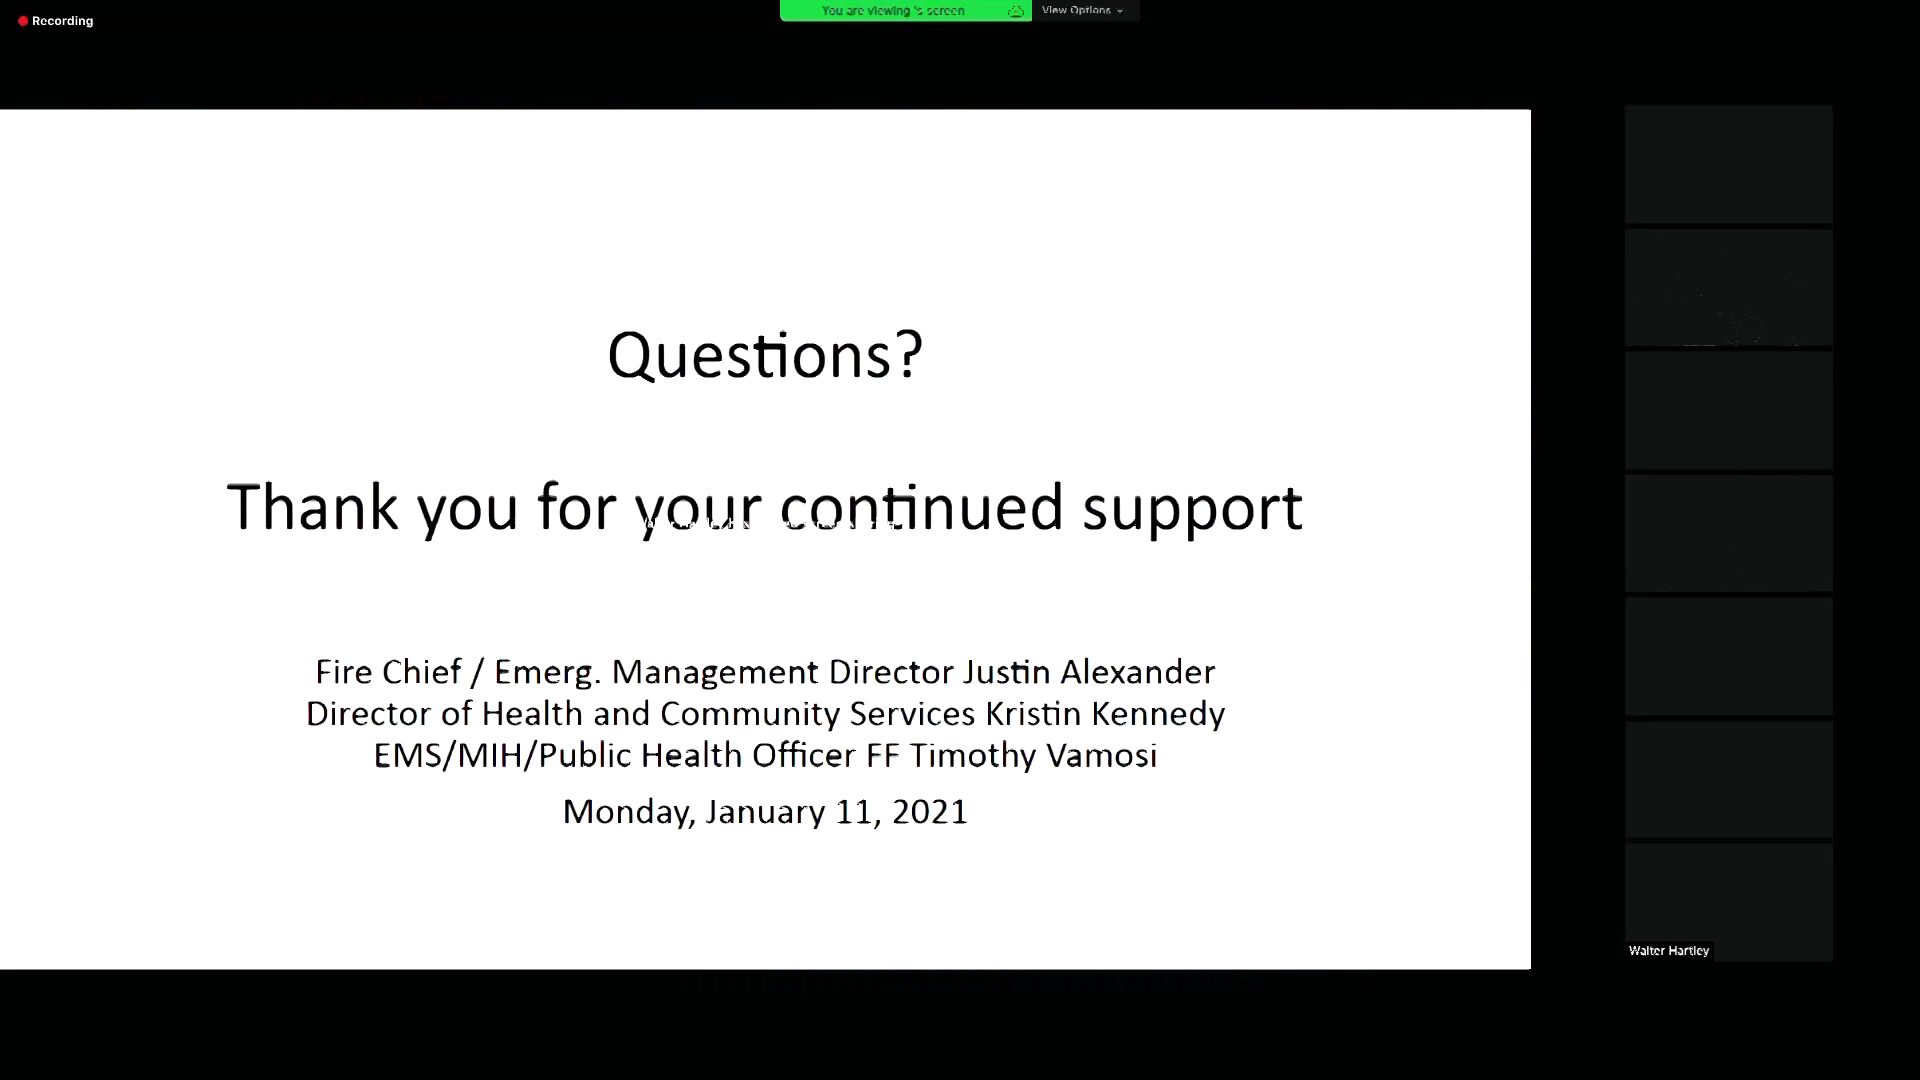 Recording
You are viewing 's screen
View Options
Questions?
Thank you for your continued support
Fire Chief / Emerg. Management Director Justin Alexander
Director of Health and Community Services Kristin Kennedy
EMS/MIH/Public Health Officer FF Timothy Vamosi
Monday, January 11, 2021
Walter Hartley